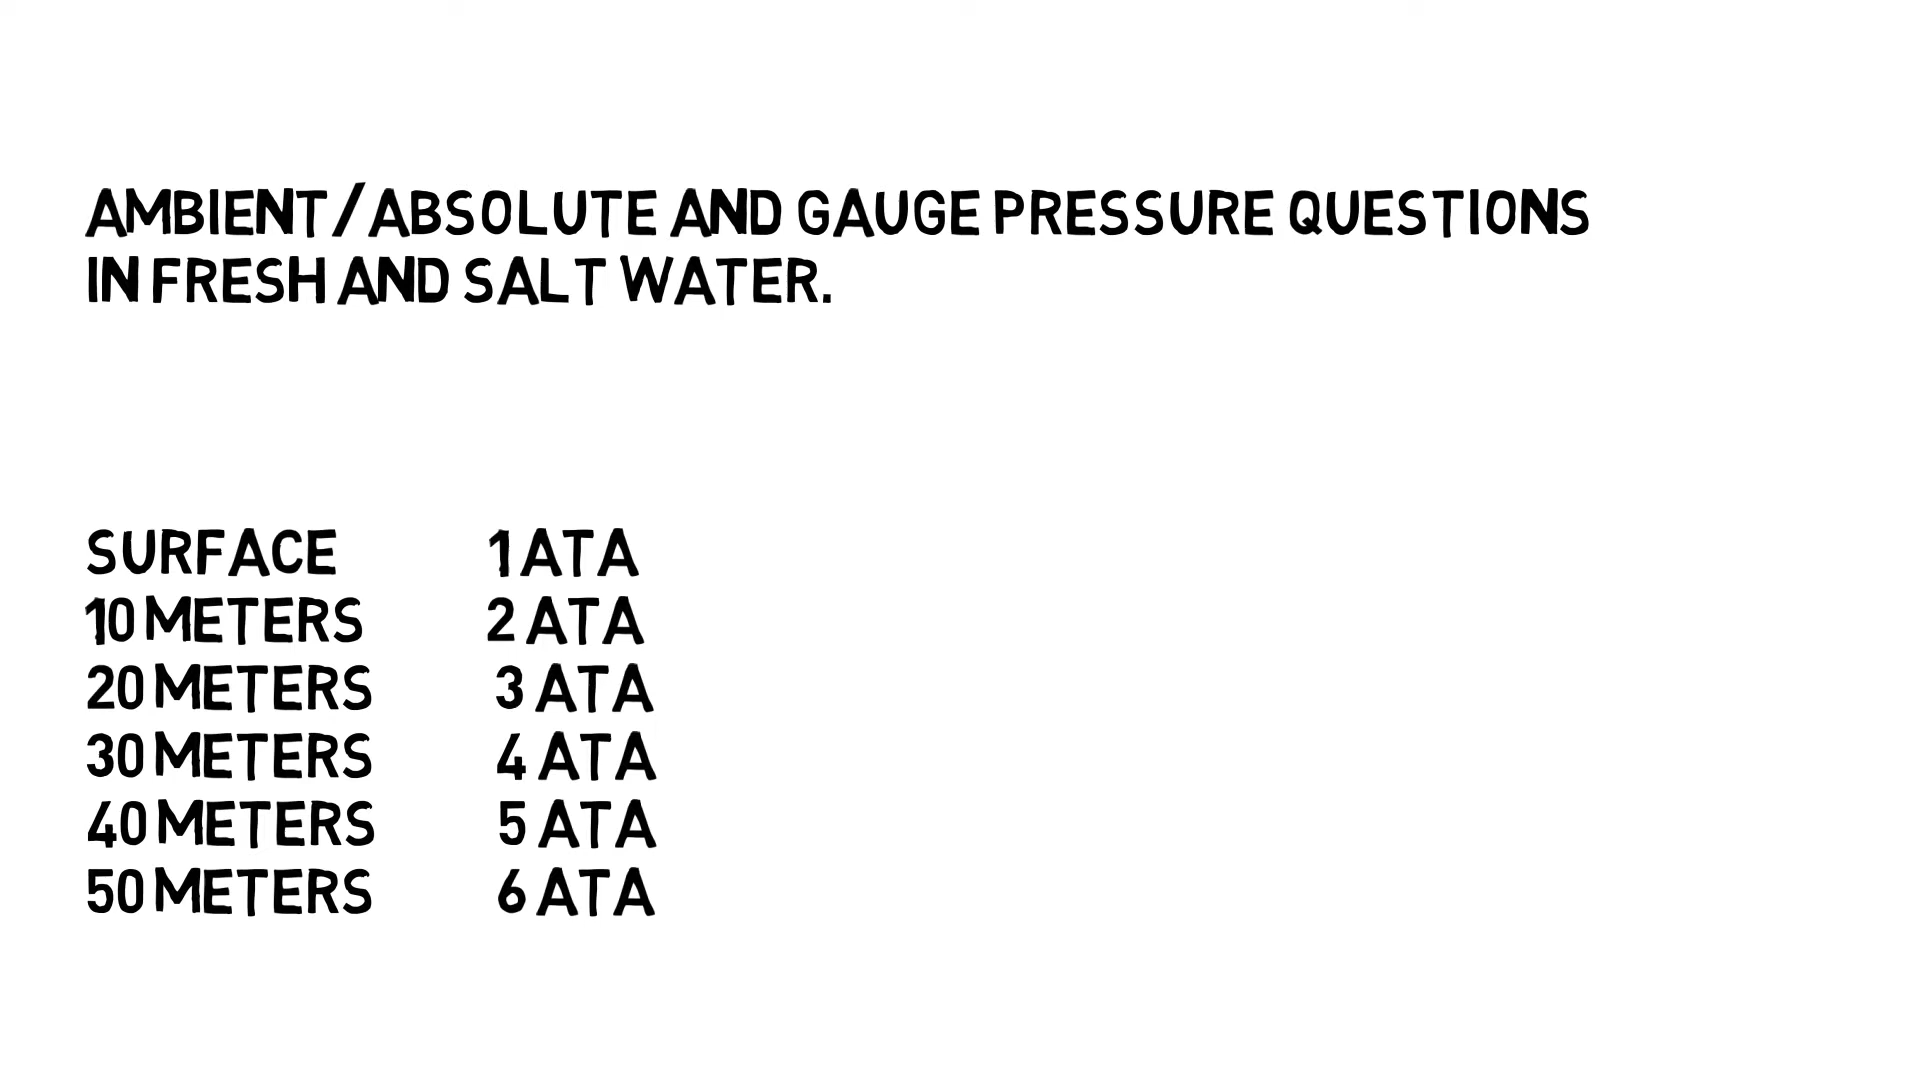 AMBIENT/ABSOLUTE AND GAUGE PRESSURE QUESTIONS
IN FRESH AND SALT WATER.
SURFACE 1 ATA
10 METERS 2 ATA
20 METERS 3 ATA
30 METERS 4 ATA
40 METERS 5 ATA
50 METERS 6 ATA